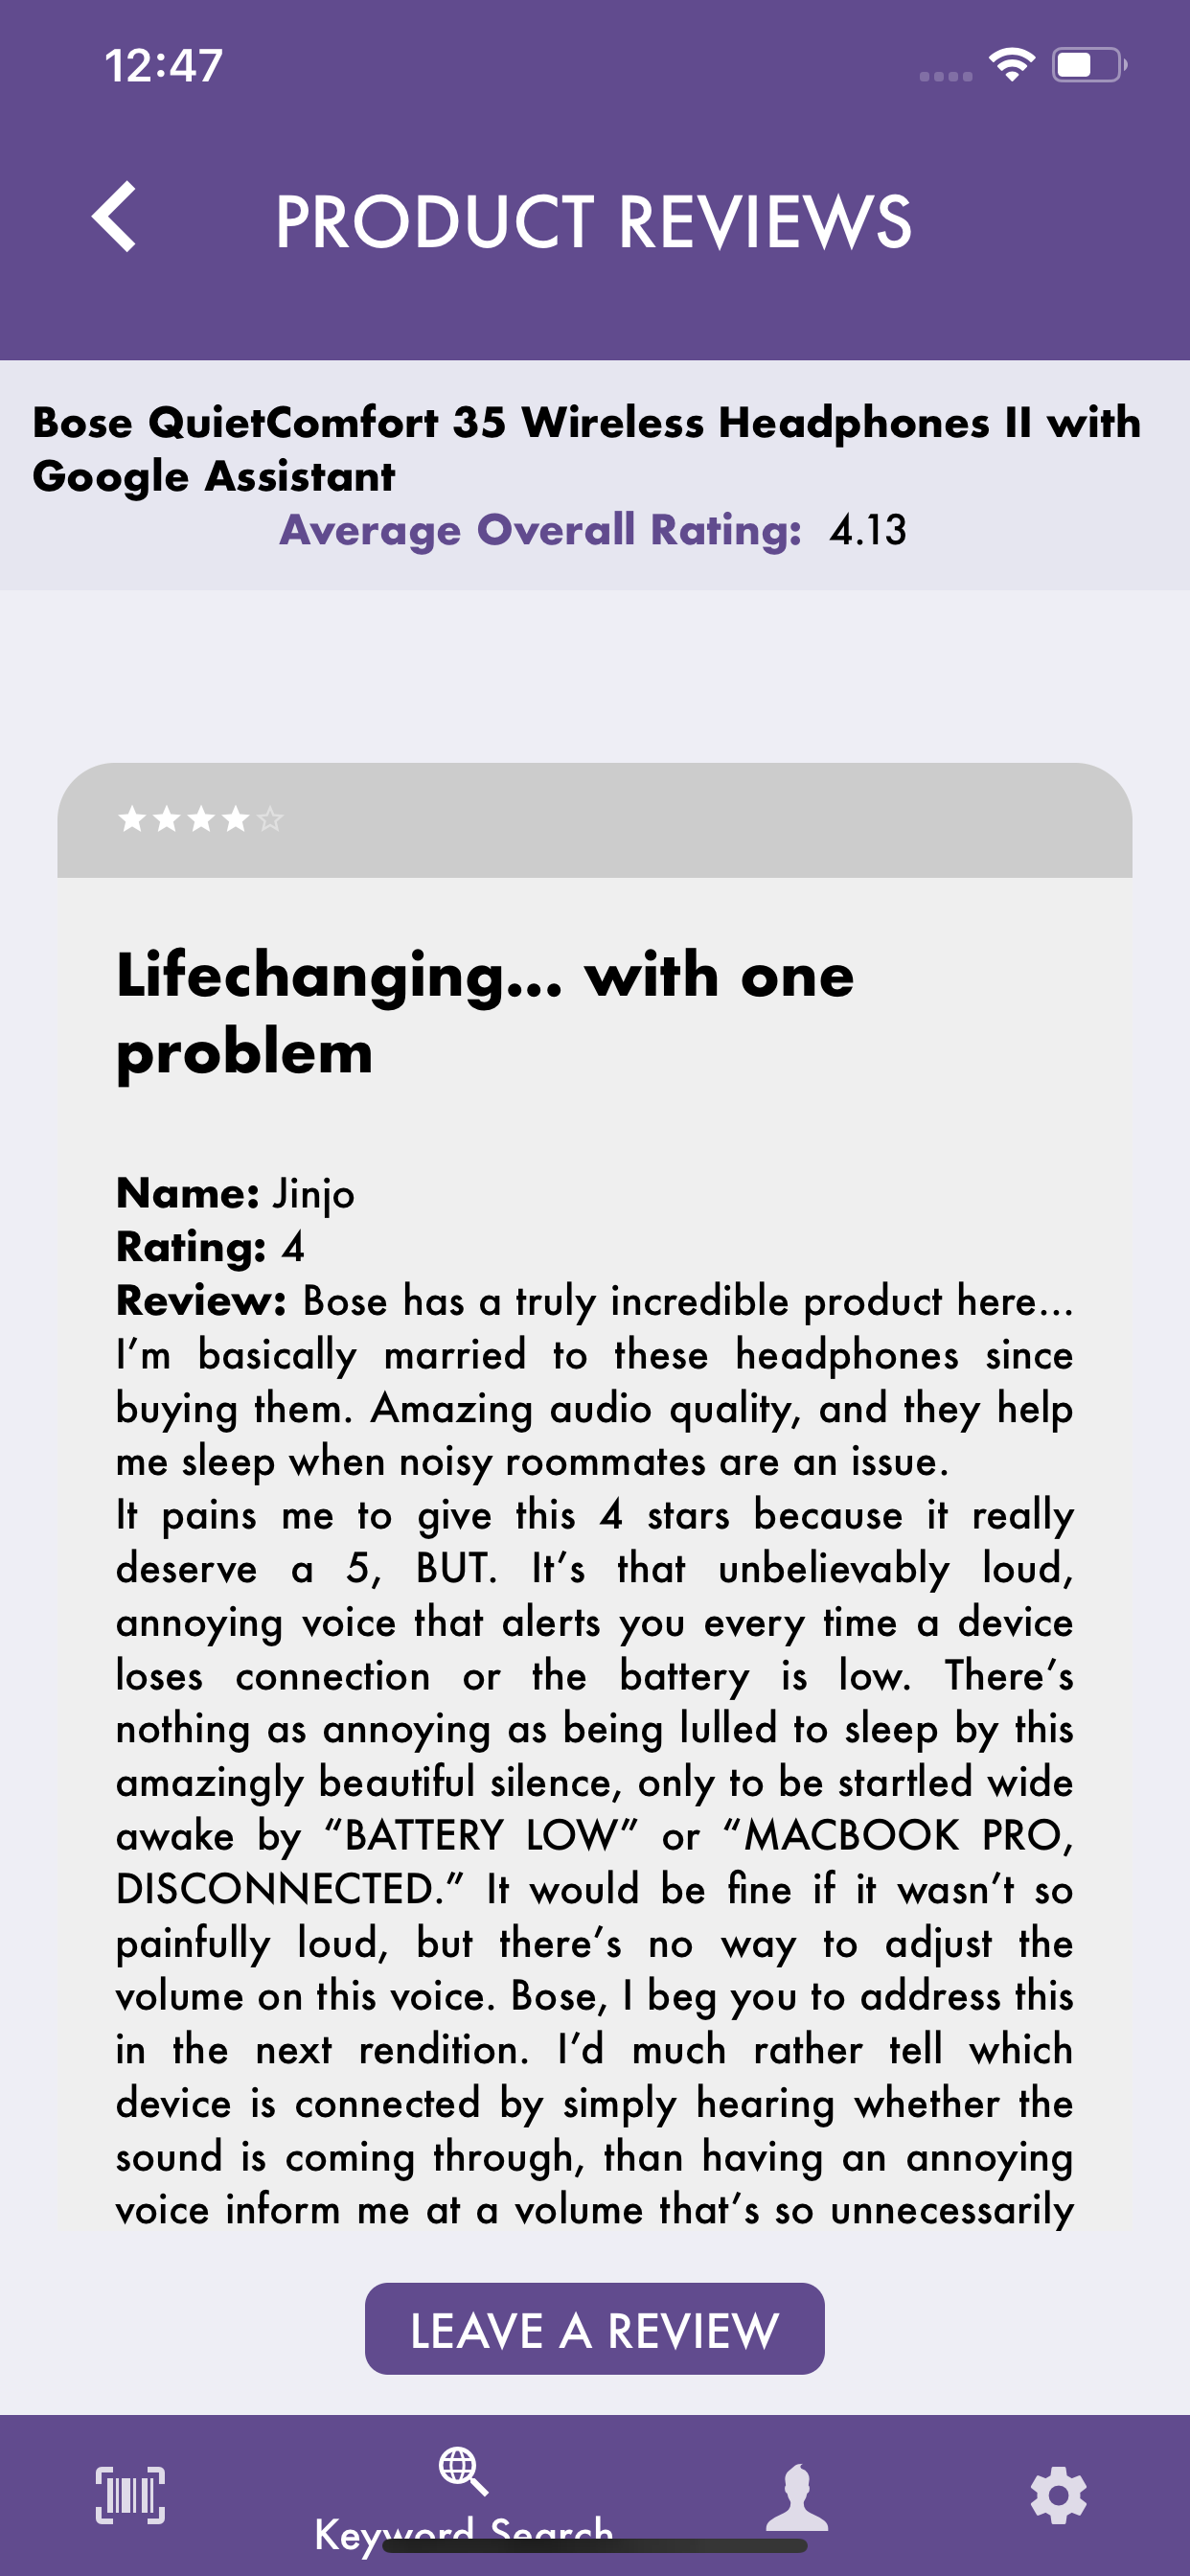 12:47
PRODUCT REVIEWS
Bose QuietComfort 35 Wireless Headphones II with
Google Assistant
Average Overall Rating: 4.13
Lifechanging... with one
problem
Name: Jinjo
Rating: 4
Review: Bose has a truly incredible product here...
I’m basically married to these headphones since
buying them. Amazing audio quality, and they help
me sleep when noisy roommates are an issue.
It pains me to give this 4 stars because it really
deserve a 5, BUT. It’s that unbelievably loud,
annoying voice that alerts you every time a device
loses connection or the battery is low. There’s
nothing as annoying as being lulled to sleep by this
amazingly beautiful silence, only to be startled wide
awake by “BATTERY LOW” or “MACBOOK PRO,
DISCONNECTED.” It would be fine if it wasn’t so
painfully loud, but there’s no way to adjust the
volume on this voice. Bose, I beg you to address this
in the next rendition. I’d much rather tell which
device is connected by simply hearing whether the
sound is coming through, than having an annoying
voice inform me at a volume that’s so unnecessarily
LEAVE A REVIEW
Keyword Search